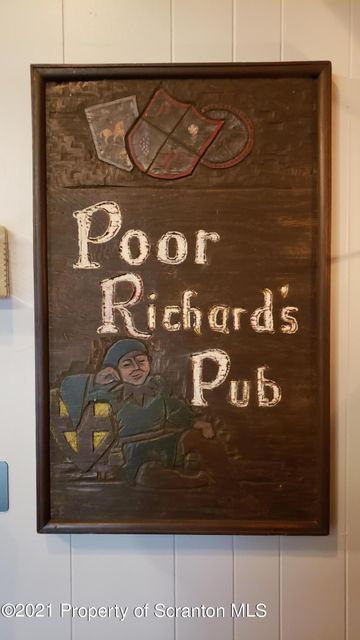 Poor
Richard's
Pub
©2021 Property of Scranton MLS